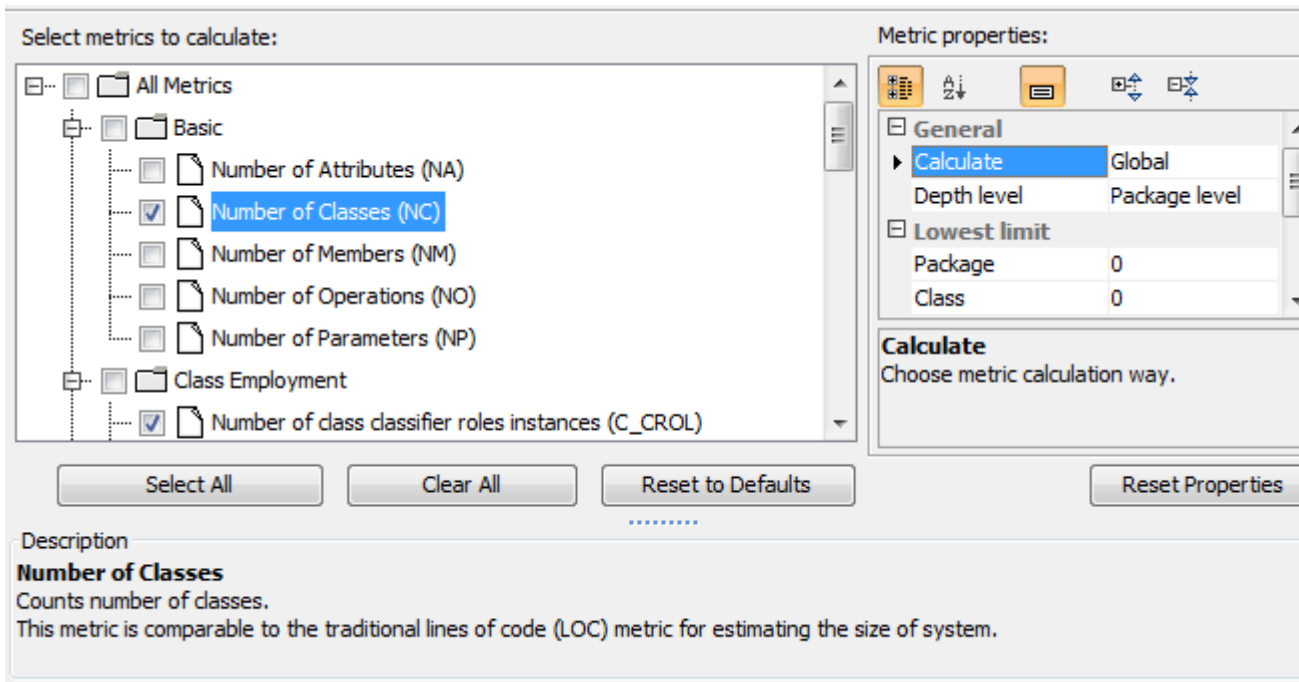 Select metrics to calculate:
All Metrics
Basic
Number of Attributes (NA)
Number of Classes (NC)
Number of Members (NM)
Number of Operations (NO)
Number of Parameters (NP)
Class Employment
Number of class classifier roles instances (C_CROL)
Select All
Clear All
Reset to Defaults
Metric properties:
A
Z
General
Calculate Global
Depth level Package level
Lowest limit
Package 0
Class 0
Calculate
Choose metric calculation way.
Reset Properties
Description
Number of Classes
Counts number of classes.
This metric is comparable to the traditional lines of code (LOC) metric for estimating the size of system.